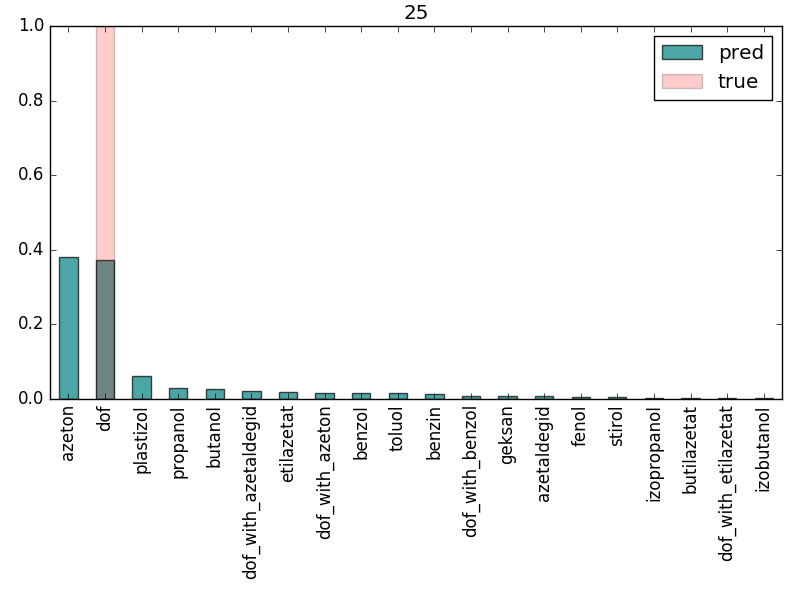 25
1.0
0.8
0.6
0.4
0.2
0.0
pred
true
azeton
dof
plastizol
propanol
butanol
dof_with_azetaldegid
etilazetat
dof_with_azeton
benzol
toluol
benzin
dof_with_benzol
geksan
azetaldegid
fenol
stirol
izopropanol
butilazetat
dof_with_etilazetat
izobutanol